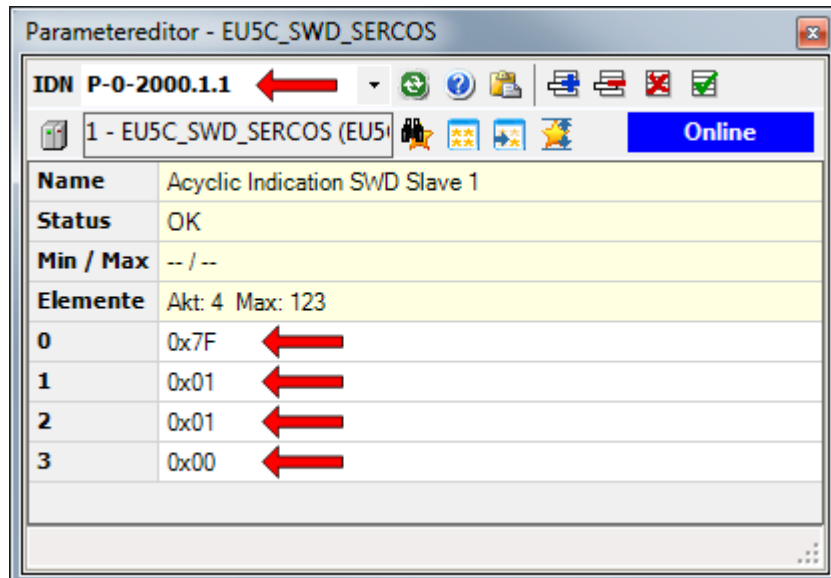 Parametereditor - EU5C_SWD_SERCOS
IDN P-0-2000.1.1
1 - EU5C_SWD_SERCOS (EU5 Online
Name Acyclic Indication SWD Slave 1
Status OK
Min / Max -- / --
Elemente Akt: 4 Max: 123
0 0x7F
1 0x01
2 0x01
3 0x00